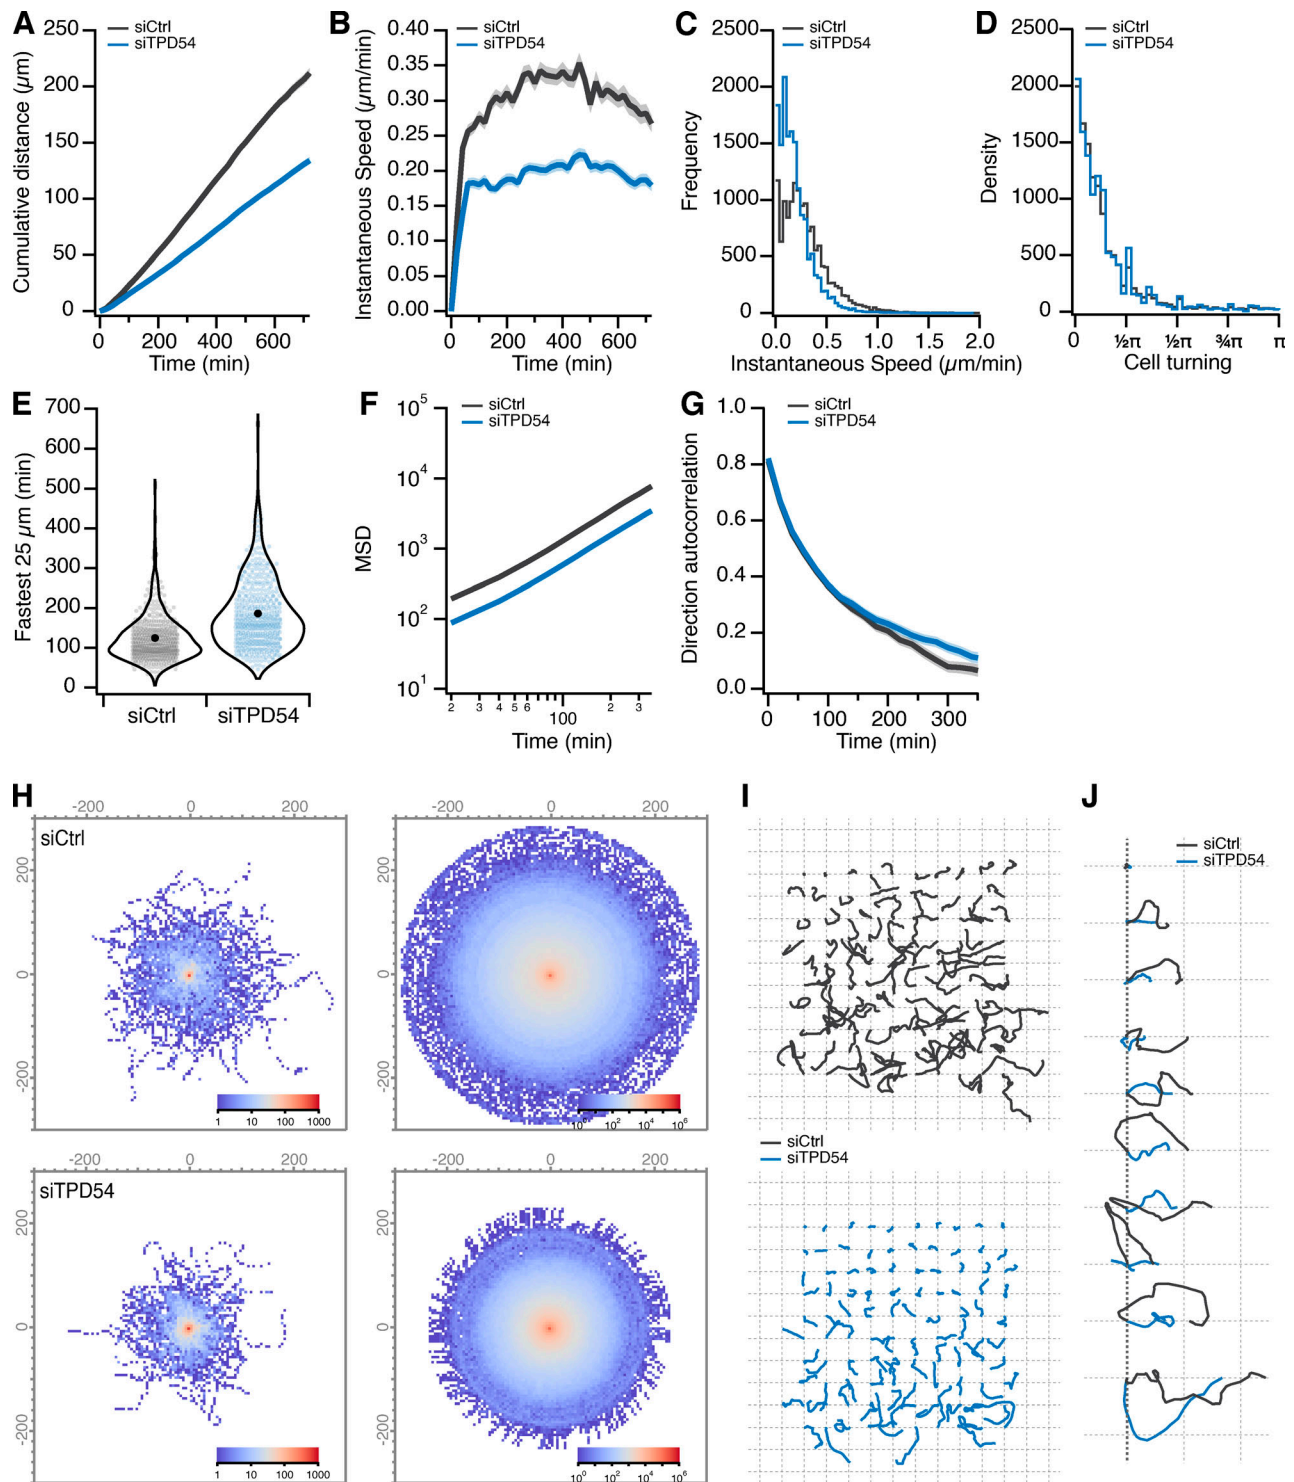 A
siCtrl
siTPD54
250
200
150
100
50
0
Cumulative distance (µm)
0 200 400 600
Time (min)
B
siCtrl
siTPD54
0.40
0.35
0.30
0.25
0.20
0.15
0.10
0.05
0.00
Instantaneous Speed (µm/min)
0 200 400 600
Time (min)
C
siCtrl
siTPD54
2500
2000
1500
1000
500
0
Frequency
0.0 0.5 1.0 1.5 2.0
Instantaneous Speed (µm/min)
D
siCtrl
siTPD54
2500
2000
1500
1000
500
0
Density
0 ½π ½π ¾π π
Cell turning
E
700
600
500
400
300
200
100
0
Fastest 25 µm (min)
siCtrl siTPD54
F
siCtrl
siTPD54
10⁵
10⁴
10³
10²
10¹
MSD
2 3 4 5 6 100 2 3
Time (min)
G
siCtrl
siTPD54
1.0
0.8
0.6
0.4
0.2
0.0
Direction autocorrelation
0 100 200 300
Time (min)
H
-200 0 200
siCtrl
200
0
-200
1 10 100 1000
-200 0 200
200
0
-200
10⁰ 10² 10⁴ 10⁶
-200 0 200
siTPD54
200
0
-200
1 10 100 1000
-200 0 200
200
0
-200
10⁰ 10² 10⁴ 10⁶
I
siCtrl
siTPD54
J
siCtrl
siTPD54